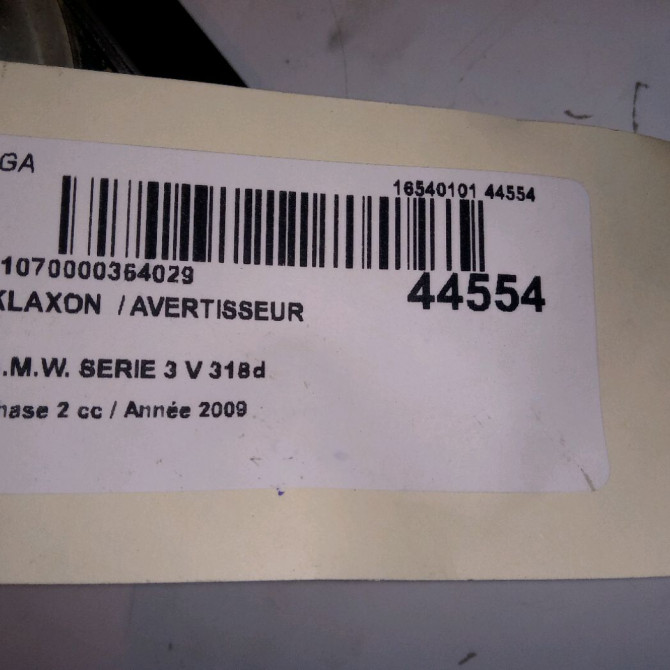 GA
16540101 44554
1070000364029
44554
KLAXON / AVERTISSEUR
.M.W. SERIE 3 V 318d
hase 2 cc / Année 2009